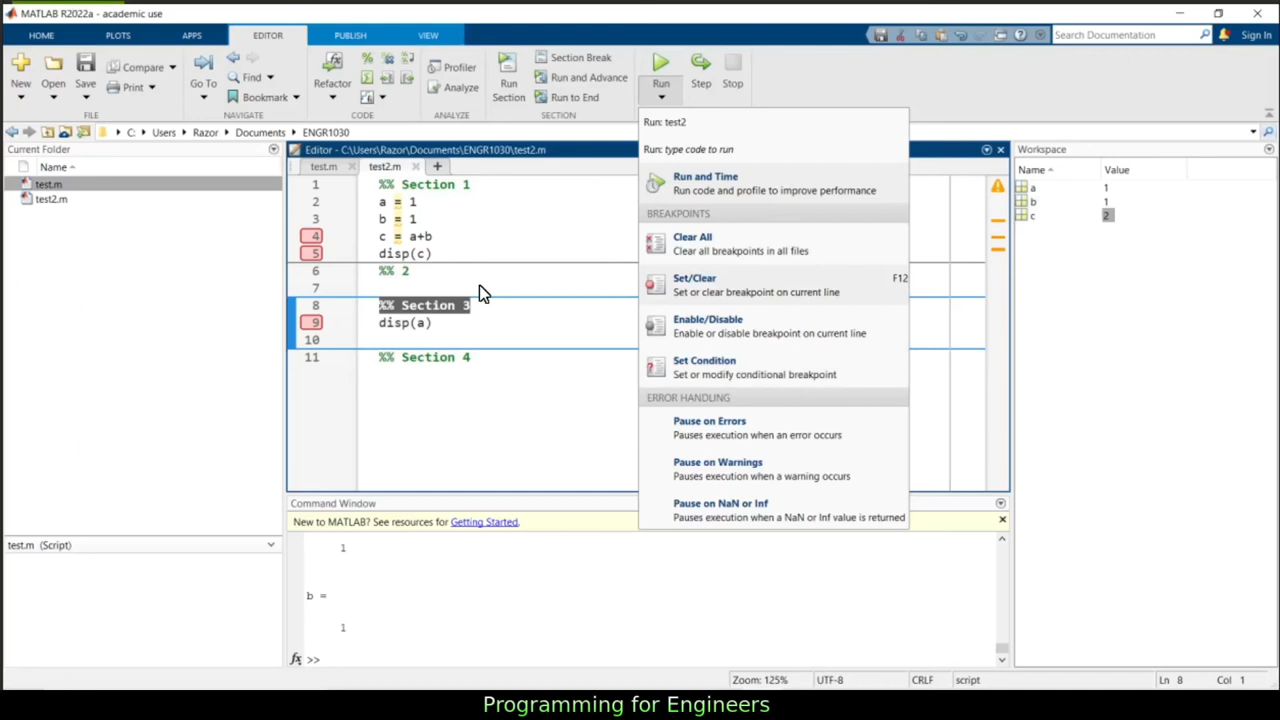 MATLAB R2022a - academic use
HOME PLOTS APPS EDITOR PUBLISH VIEW Search Documentation Sign In
New Open Save Compare Print
Go To Find Bookmark
Refactor
Profiler Analyze
Run Section Section Break Run and Advance Run to End
Run Step Stop
FILE NAVIGATE CODE ANALYZE SECTION
C: Users Razor Documents ENGR1030
Current Folder
Name
test.m
test2.m
test.m (Script)
Editor - C:\Users\Razor\Documents\ENGR1030\test2.m
test.m test2.m
1 %% Section 1
2 a = 1
3 b = 1
4 c = a+b
5 disp(c)
6 %% 2
7
8 %% Section 3
9 disp(a)
10
11 %% Section 4
Run: test2
Run: type code to run
Run and Time
Run code and profile to improve performance
BREAKPOINTS
Clear All
Clear all breakpoints in all files
Set/Clear F12
Set or clear breakpoint on current line
Enable/Disable
Enable or disable breakpoint on current line
Set Condition
Set or modify conditional breakpoint
ERROR HANDLING
Pause on Errors
Pauses execution when an error occurs
Pause on Warnings
Pauses execution when a warning occurs
Pause on NaN or Inf
Pauses execution when a NaN or Inf value is returned
Workspace
Name Value
a 1
b 1
c 2
Command Window
New to MATLAB? See resources for Getting Started.
1
b =
1
fx >>
Zoom: 125% UTF-8 CRLF script Ln 8 Col 1
Programming for Engineers